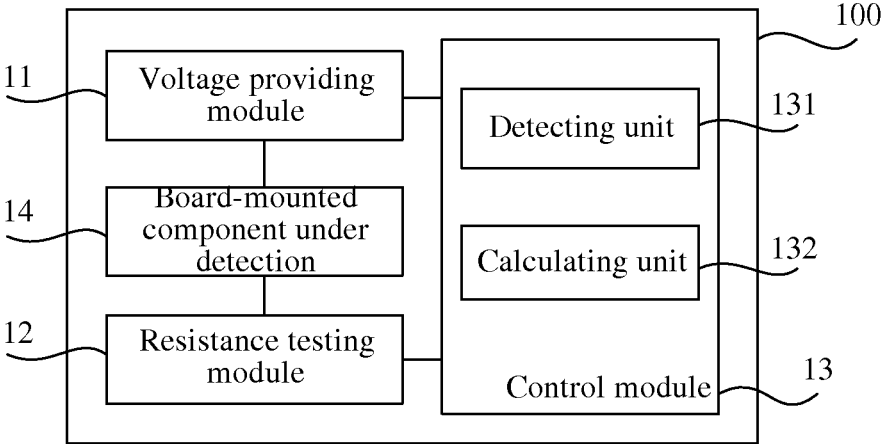 100
11
Voltage providing
module
131
Detecting unit
14
Board-mounted
component under
detection
132
Calculating unit
12
Resistance testing
module
Control module
13